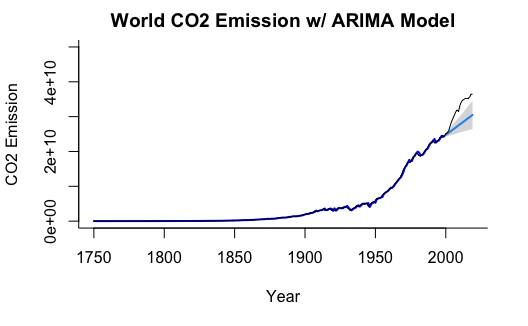 World CO2 Emission w/ ARIMA Model
CO2 Emission
0e+00 2e+10 4e+10
1750 1800 1850 1900 1950 2000
Year